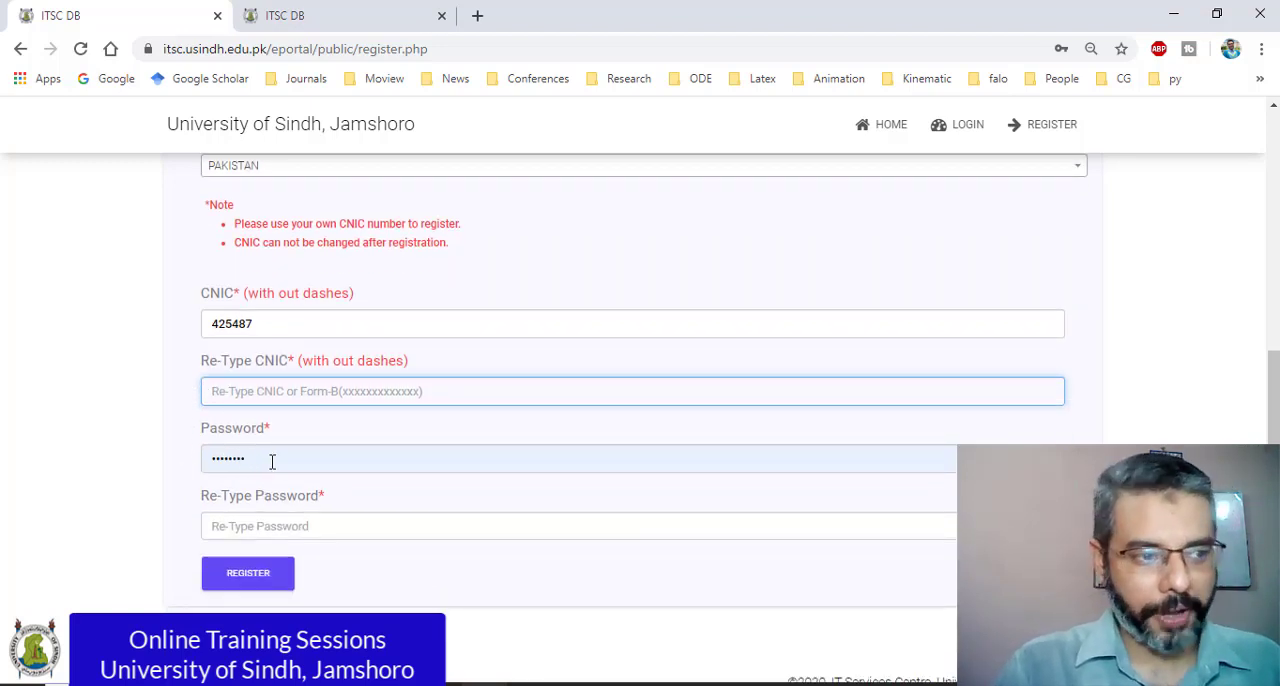 ITSC DB
ITSC DB
itsc.usindh.edu.pk/eportal/public/register.php
ABP
Apps
Google
Google Scholar
Journals
Moview
News
Conferences
Research
ODE
Latex
Animation
Kinematic
falo
People
CG
py
University of Sindh, Jamshoro
HOME
LOGIN
REGISTER
PAKISTAN
*Note
Please use your own CNIC number to register.
CNIC can not be changed after registration.
CNIC* (with out dashes)
425487
Re-Type CNIC* (with out dashes)
Re-Type CNIC or Form-B(xxxxxxxxxxxxx)
Password*
••••••••
Re-Type Password*
Re-Type Password
REGISTER
Online Training Sessions
University of Sindh, Jamshoro
©2020, IT Services Centre,